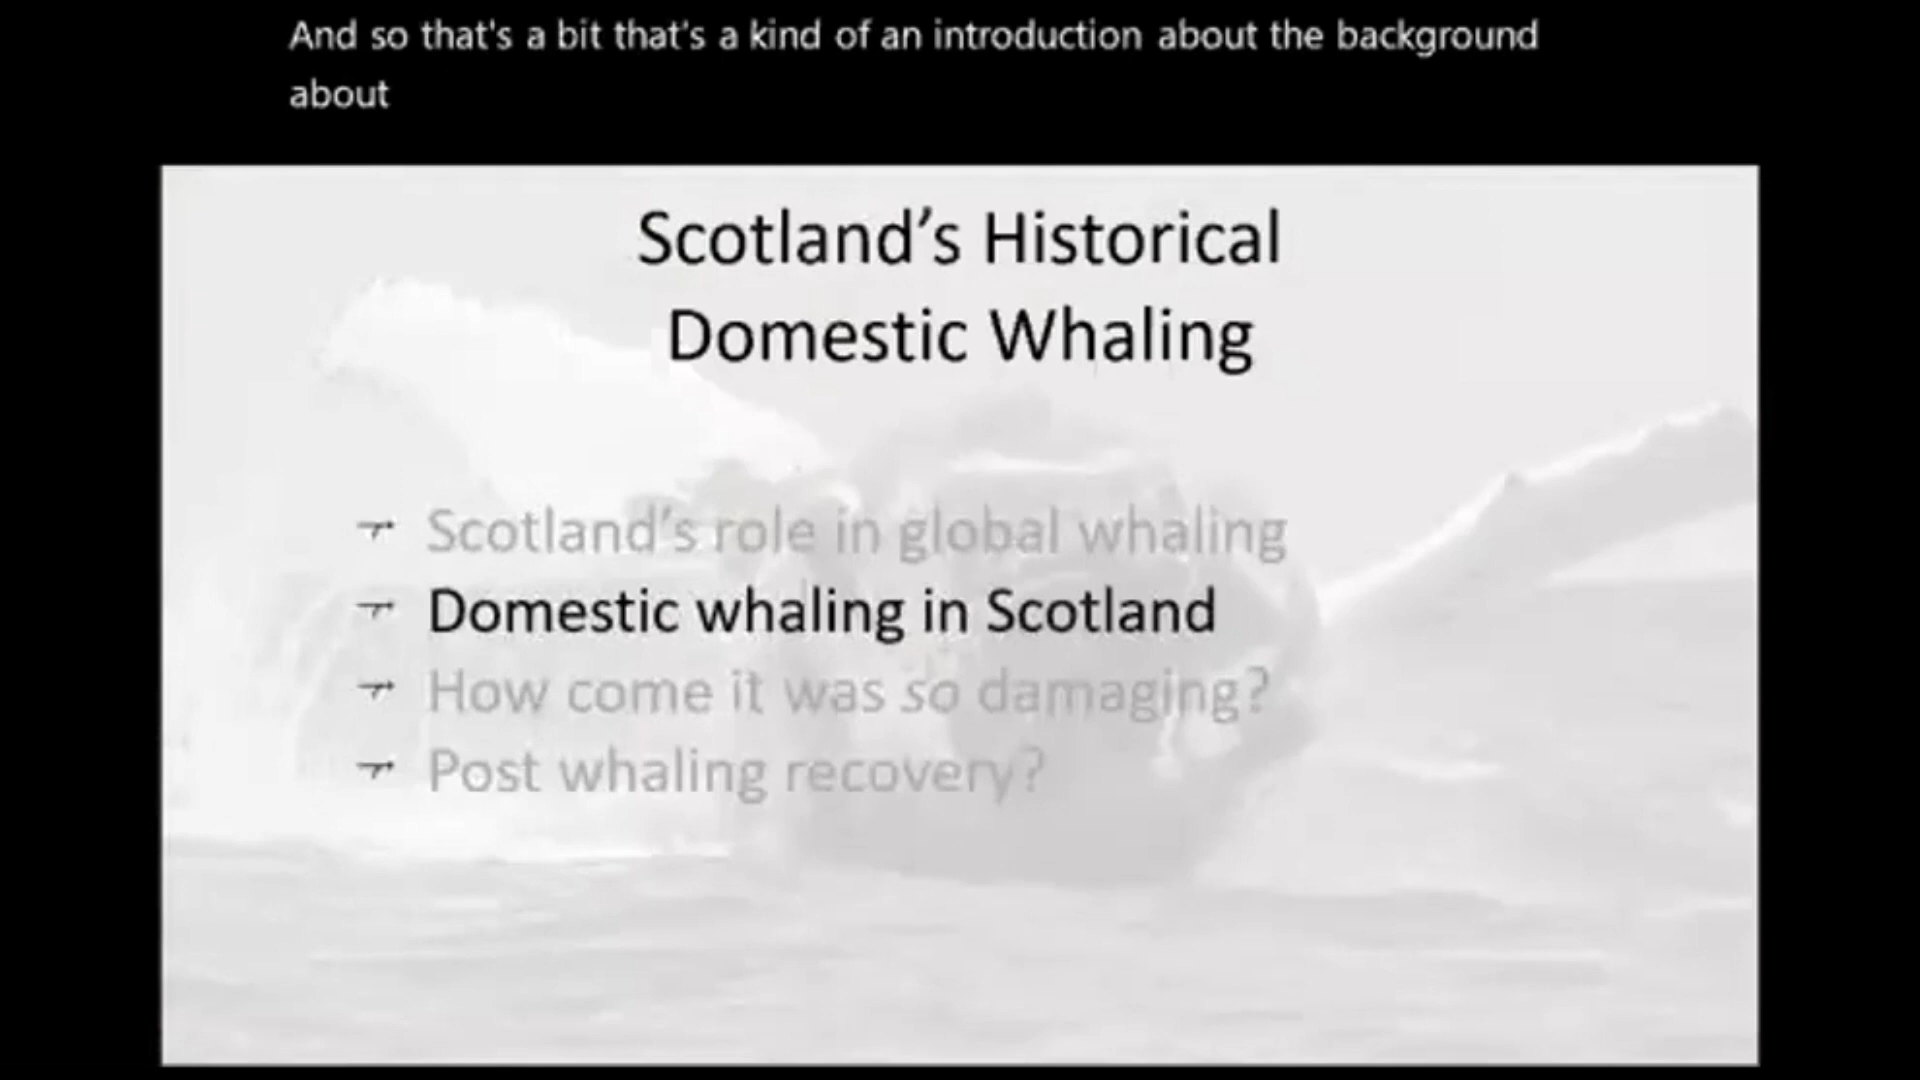 And so that's a bit that's a kind of an introduction about the background
about
Scotland's Historical
Domestic Whaling
Scotland's role in global whaling
Domestic whaling in Scotland
How come it was so damaging?
Post whaling recovery?